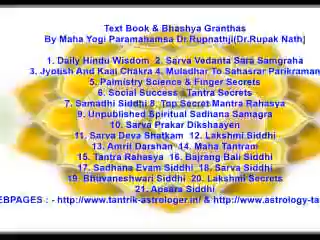 Text Book & Bhashya Granthas
By Maha Yogi Paramahamsa Dr.Rupnathji(Dr.Rupak Nath)
1. Daily Hindu Wisdom 2. Sarva Vedanta Sara Samgraha
3. Jyotish And Kaal Chakra 4. Muladhar To Sahasrar Parikraman
5. Palmistry Science & Finger Secrets
6. Social Success - Tantra Secrets
7. Samadhi Siddhi 8. Top Secret Mantra Rahasya
9. Unpublished Spiritual Sadhana Samagra
10. Sarva Prakar Dikshaayen
11. Sarva Deva Shatkam 12. Lakshmi Siddhi
13. Amrit Darshan 14. Maha Tantram
15. Tantra Rahasya 16. Bajrang Bali Siddhi
17. Sadhana Evam Siddhi 18. Sarva Siddhi
19. Bhuvaneshwari Siddhi 20. Lakshmi Secrets
21. Apsara Siddhi
EBPAGES : - http://www.tantrik-astrologer.in/ & http://www.astrology-ta